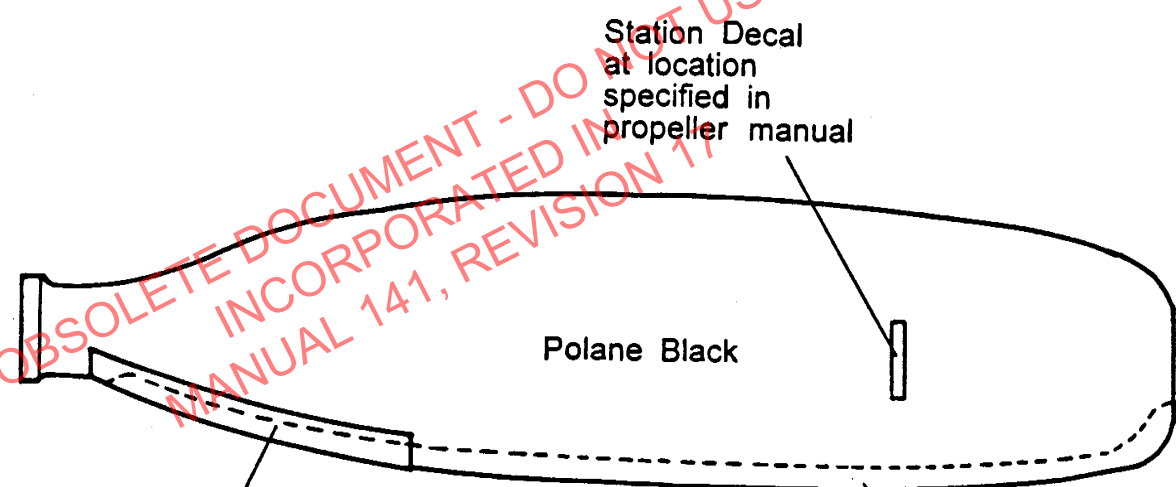 Station Decal
at location
specified in
propeller manual
OBSOLETE DOCUMENT - DO NOT
INCORPORATED IN
MANUAL 141, REVISION 17
Polane Black